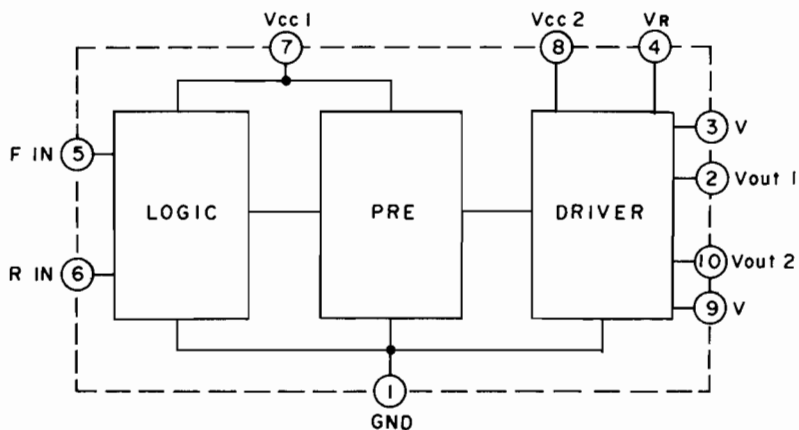 Vcc 1
Vcc 2
VR
7
8
4
3 V
F IN 5
2 Vout 1
LOGIC
PRE
DRIVER
R IN 6
10 Vout 2
9 V
1
GND